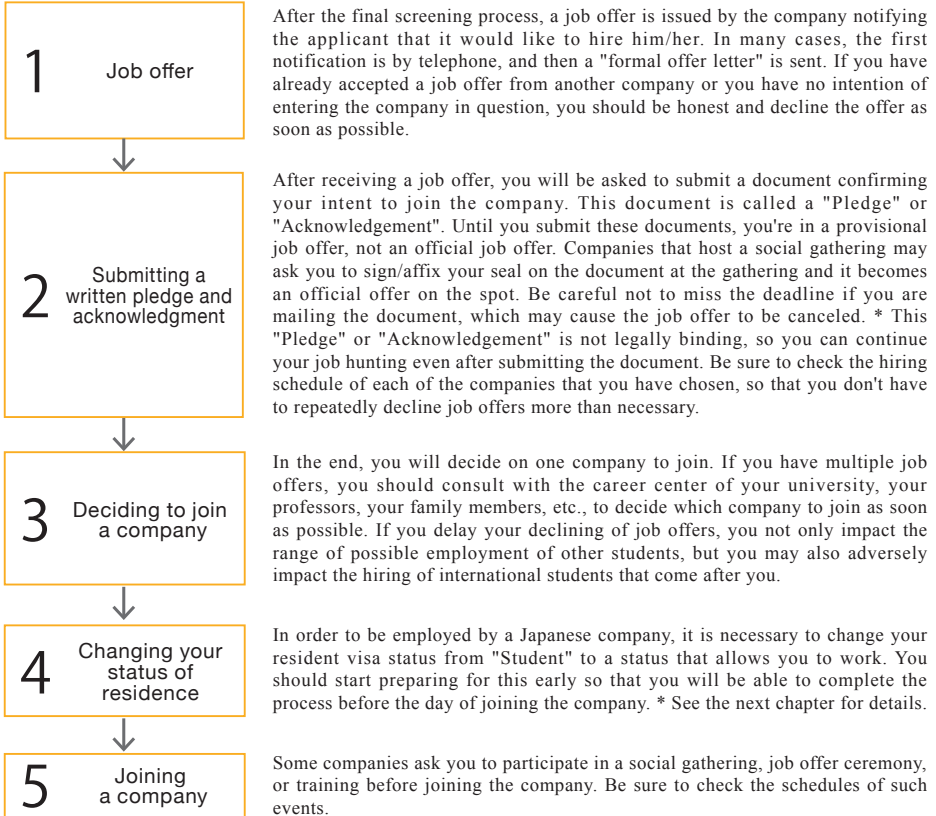 1
Job offer
After the final screening process, a job offer is issued by the company notifying
the applicant that it would like to hire him/her. In many cases, the first
notification is by telephone, and then a "formal offer letter" is sent. If you have
already accepted a job offer from another company or you have no intention of
entering the company in question, you should be honest and decline the offer as
soon as possible.
2
Submitting a
written pledge and
acknowledgment
After receiving a job offer, you will be asked to submit a document confirming
your intent to join the company. This document is called a "Pledge" or
"Acknowledgement". Until you submit these documents, you're in a provisional
job offer, not an official job offer. Companies that host a social gathering may
ask you to sign/affix your seal on the document at the gathering and it becomes
an official offer on the spot. Be careful not to miss the deadline if you are
mailing the document, which may cause the job offer to be canceled. * This
"Pledge" or "Acknowledgement" is not legally binding, so you can continue
your job hunting even after submitting the document. Be sure to check the hiring
schedule of each of the companies that you have chosen, so that you don't have
to repeatedly decline job offers more than necessary.
3
Deciding to join
a company
In the end, you will decide on one company to join. If you have multiple job
offers, you should consult with the career center of your university, your
professors, your family members, etc., to decide which company to join as soon
as possible. If you delay your declining of job offers, you not only impact the
range of possible employment of other students, but you may also adversely
impact the hiring of international students that come after you.
4
Changing your
status of
residence
In order to be employed by a Japanese company, it is necessary to change your
resident visa status from "Student" to a status that allows you to work. You
should start preparing for this early so that you will be able to complete the
process before the day of joining the company. * See the next chapter for details.
5
Joining
a company
Some companies ask you to participate in a social gathering, job offer ceremony,
or training before joining the company. Be sure to check the schedules of such
events.